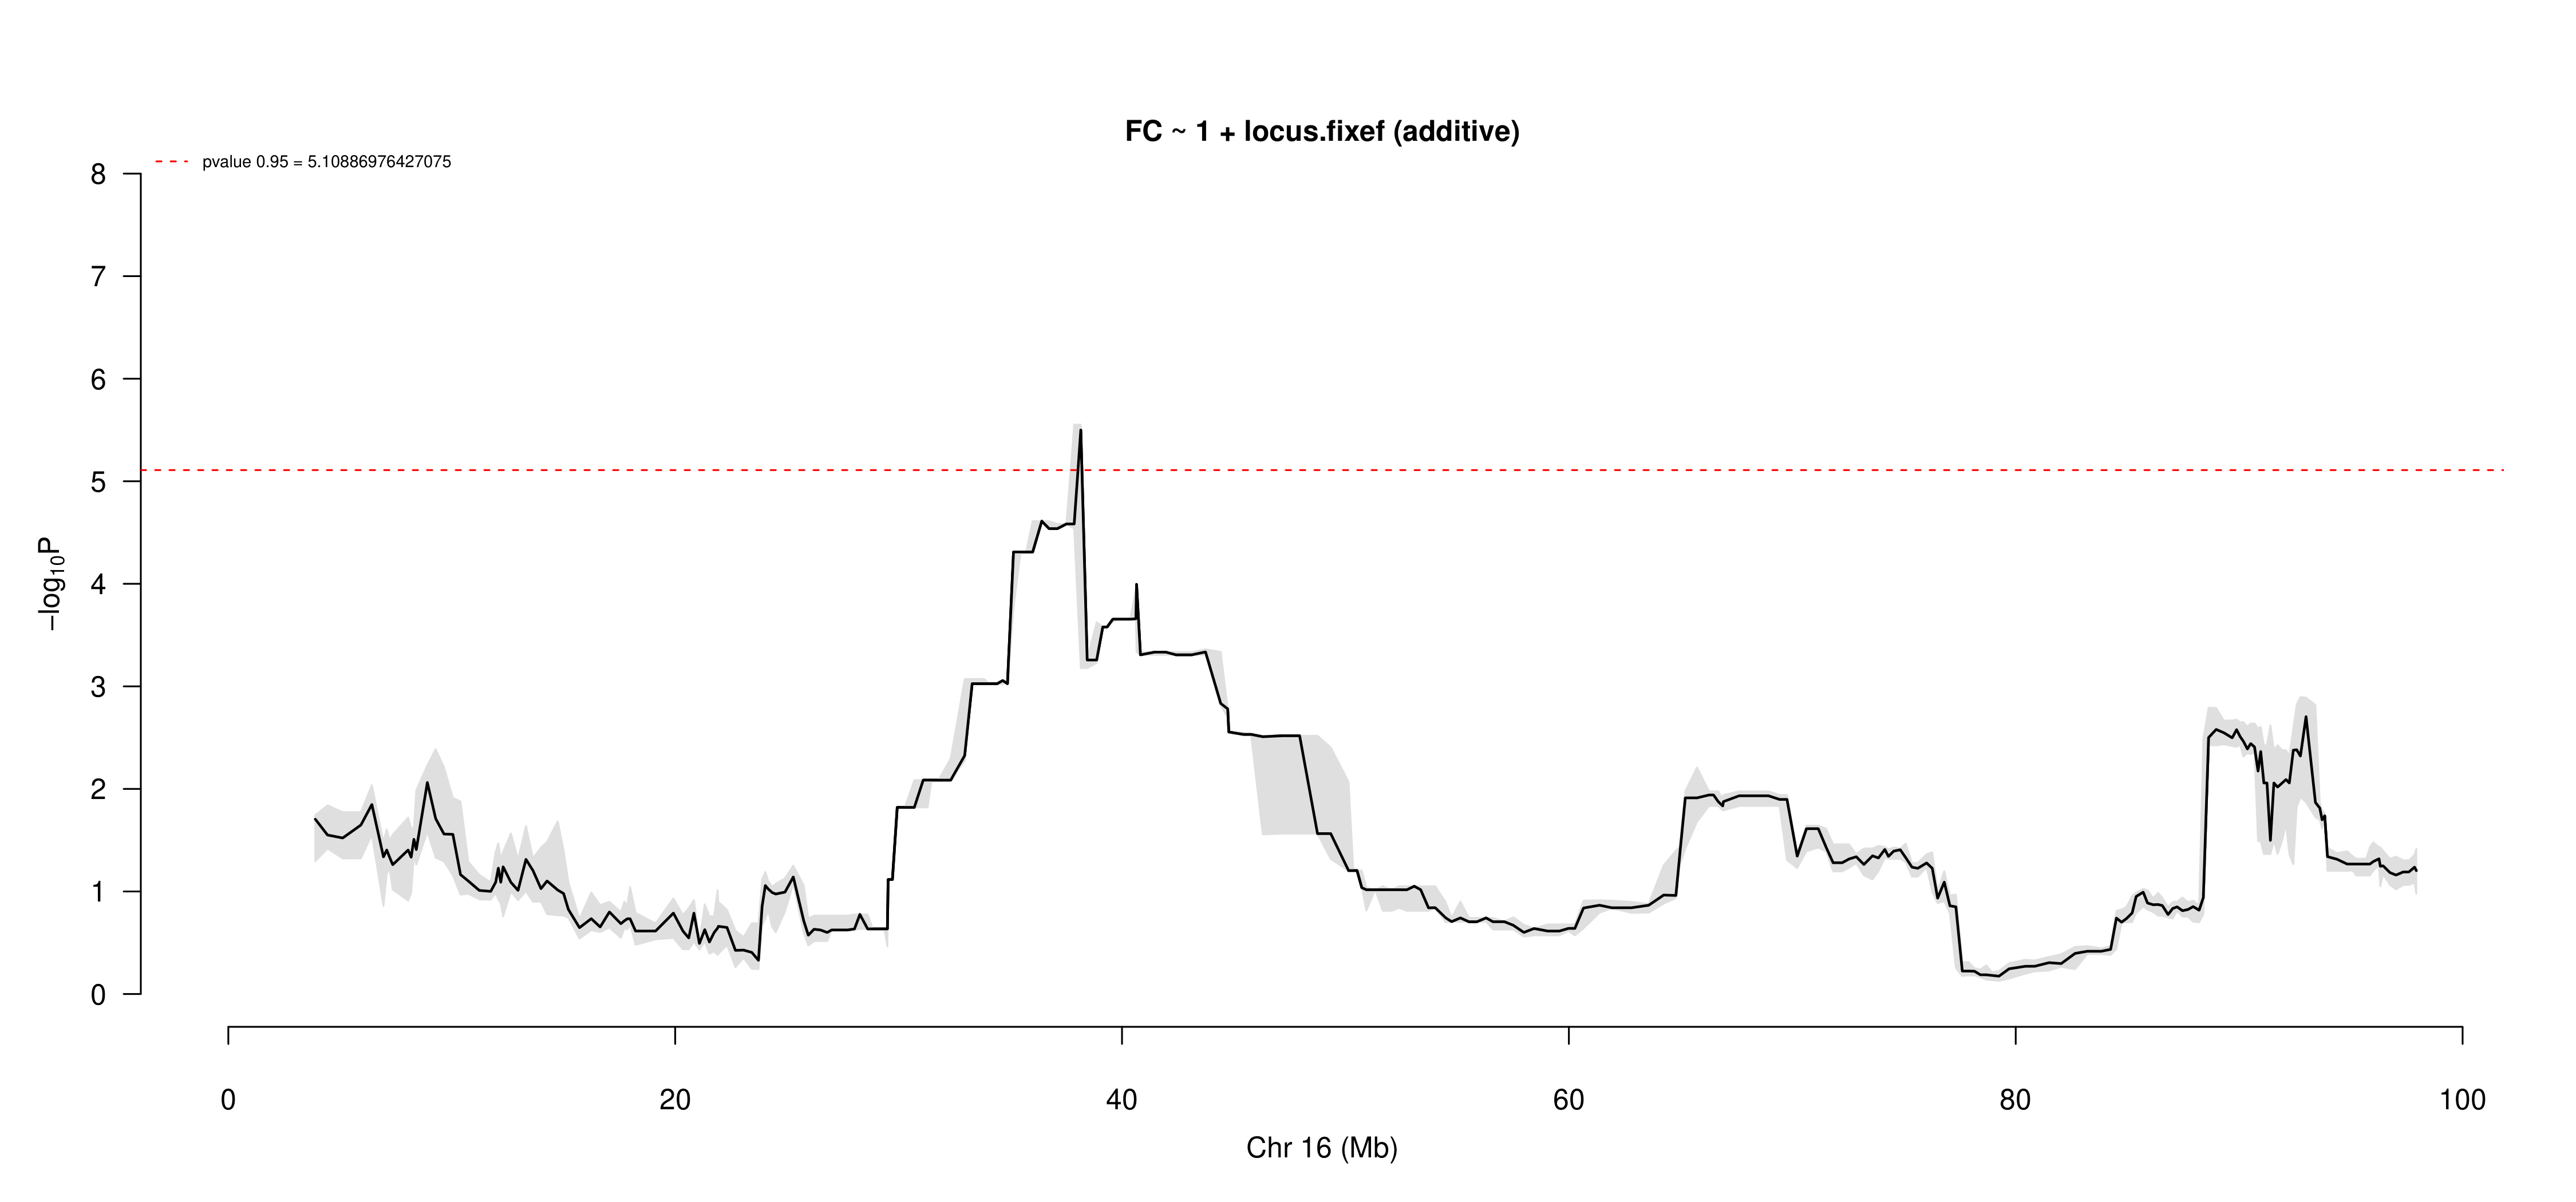 FC ~ 1 + locus.fixef (additive)
pvalue 0.95 = 5.10886976427075
8
7
6
5
4
3
2
1
0
−log10P
0 20 40 60 80 100
Chr 16 (Mb)